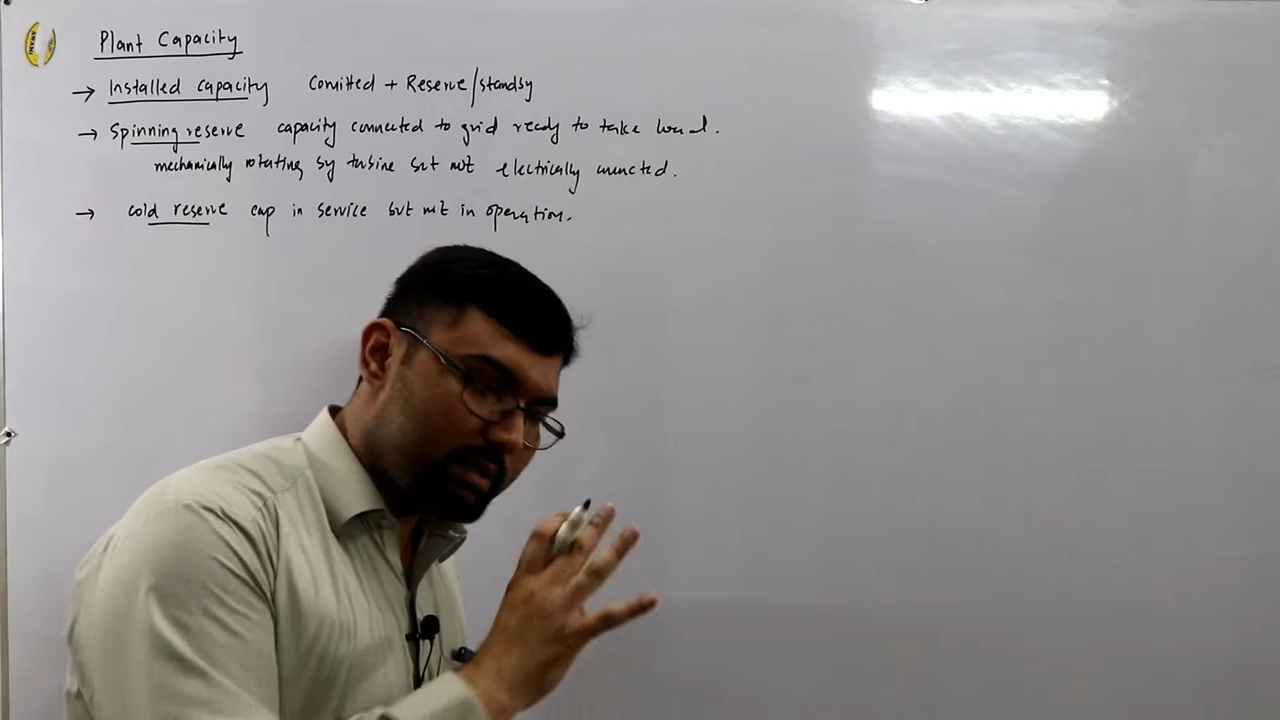 Plant Capacity
→ Installed capacity Comitted + Reserve/standby
→ Spinning reserve capacity connected to grid ready to take load.
mechanically rotating by turbine but not electrically connected.
→ cold reserve cap in service but not in operation.